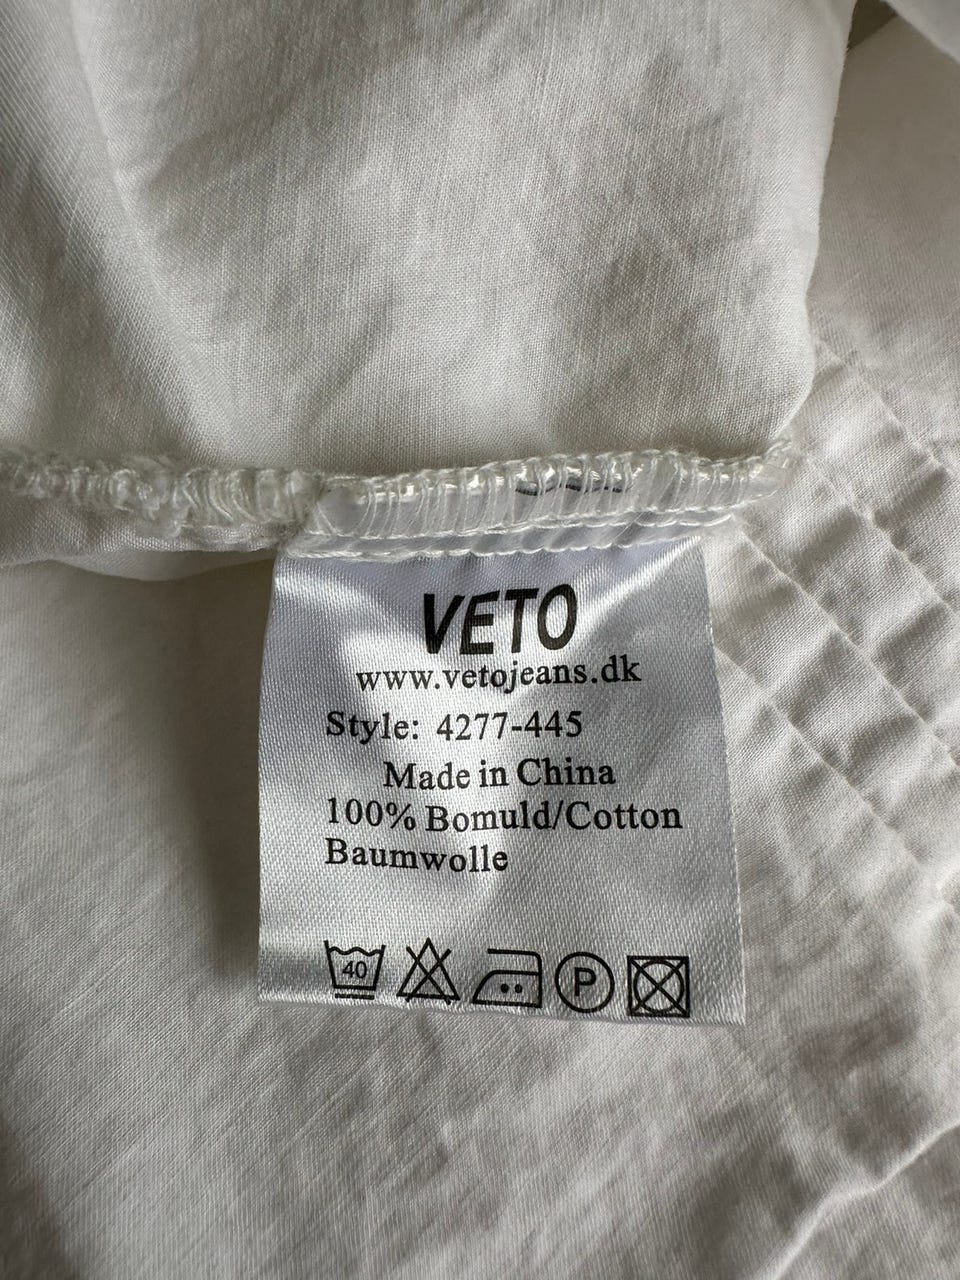 VETO
www.vetojeans.dk
Style: 4277-445
Made in China
100% Bomuld/Cotton
Baumwolle
40 P